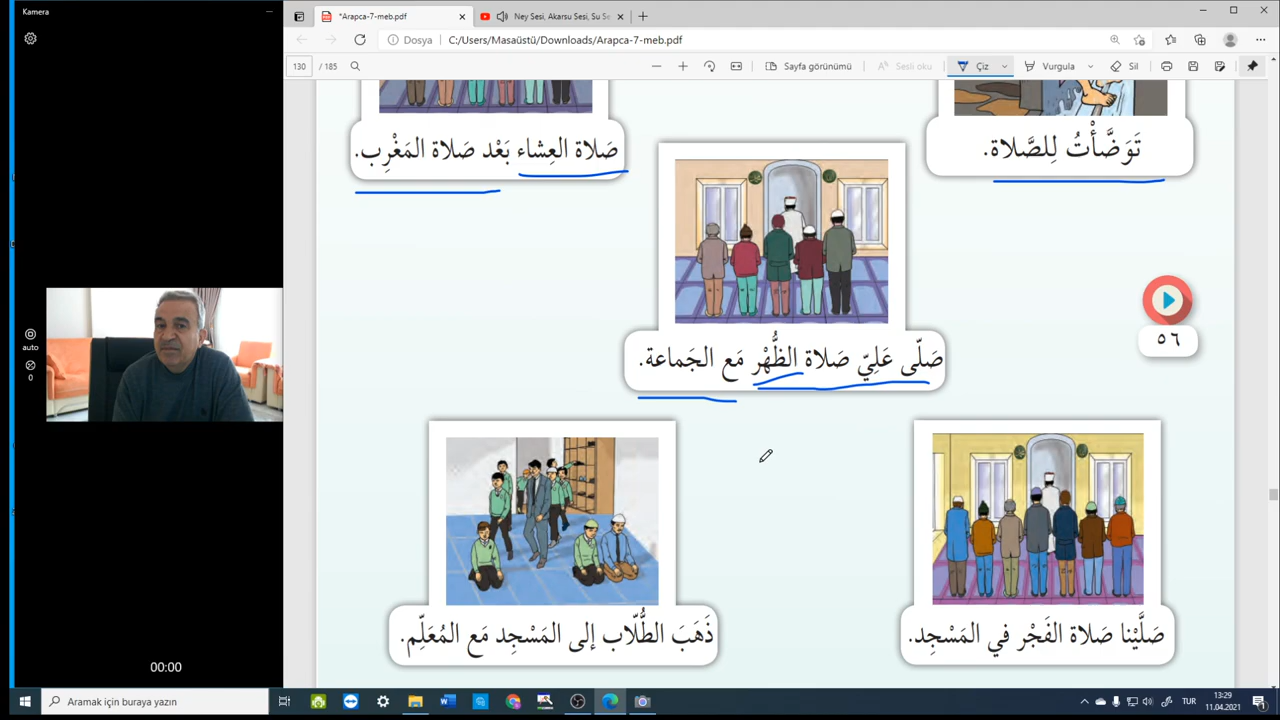 Kamera
*Arapca-7-meb.pdf
Ney Sesi, Akarsu Sesi, Su Se
Dosya
C:/Users/Masaüstü/Downloads/Arapca-7-meb.pdf
130 / 185
Sayfa görünümü
Sesli oku
Çiz
Vurgula
Sil
تَوَضَّأْتُ لِلصَّلاة.
صَلاة العِشاء بَعْد صَلاة المَغْرِب.
صَلّى عَلِيّ صَلاة الظُّهْر مَع الجَماعة.
٥٦
صَلَّيْنا صَلاة الفَجْر في المَسْجِد.
ذَهَبَ الطُّلّاب إلى المَسْجِد مَع المُعَلِّم.
auto
0
00:00
Aramak için buraya yazın
TUR
13:29
11.04.2021
1